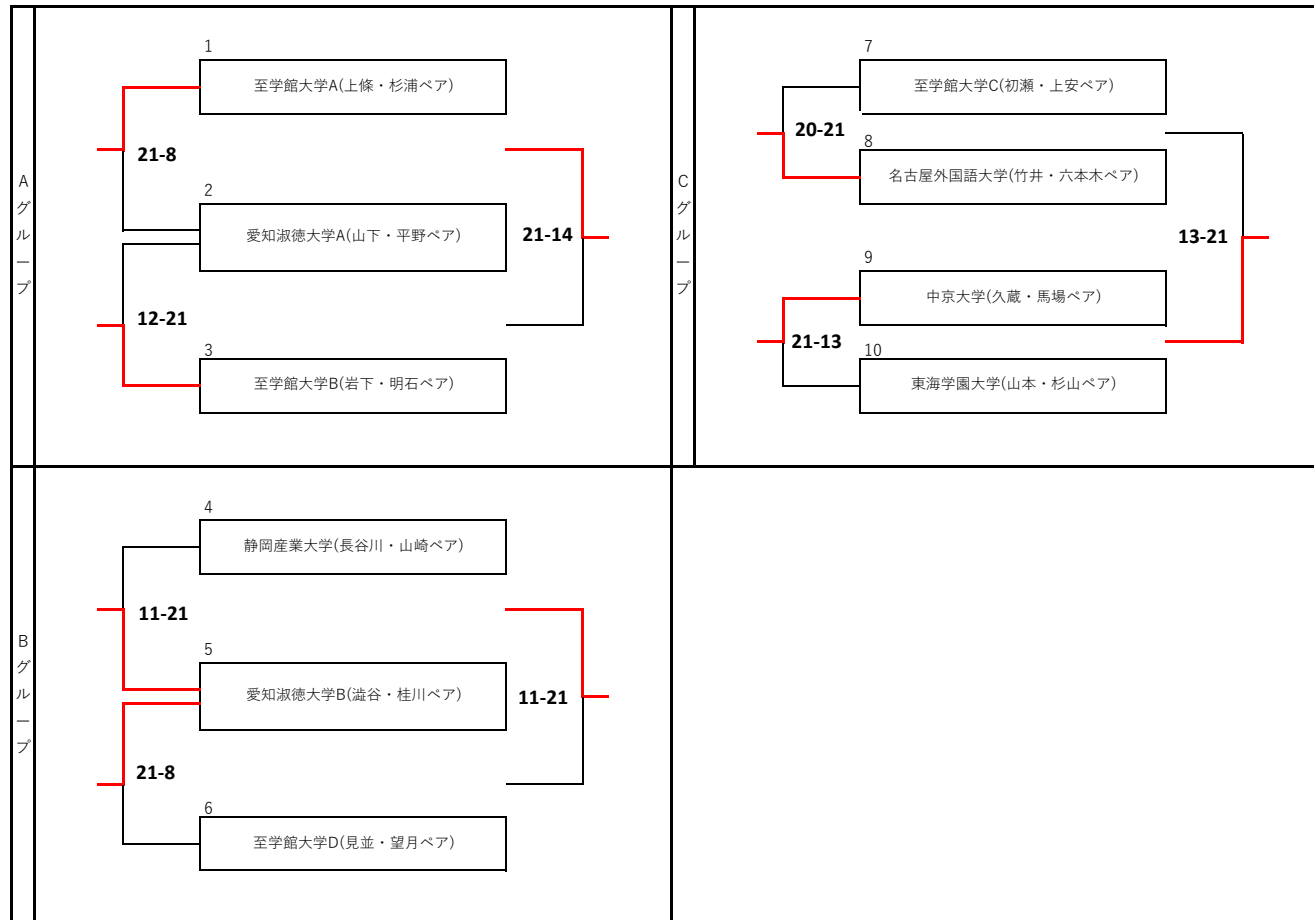 Aグループ
1
至学館大学A(上條・杉浦ペア)
21-8
2
愛知淑徳大学A(山下・平野ペア)
21-14
12-21
3
至学館大学B(岩下・明石ペア)
Cグループ
7
至学館大学C(初瀬・上安ペア)
20-21
8
名古屋外国語大学(竹井・六本木ペア)
13-21
9
中京大学(久蔵・馬場ペア)
21-13
10
東海学園大学(山本・杉山ペア)
Bグループ
4
静岡産業大学(長谷川・山崎ペア)
11-21
5
愛知淑徳大学B(澁谷・桂川ペア)
11-21
21-8
6
至学館大学D(見並・望月ペア)